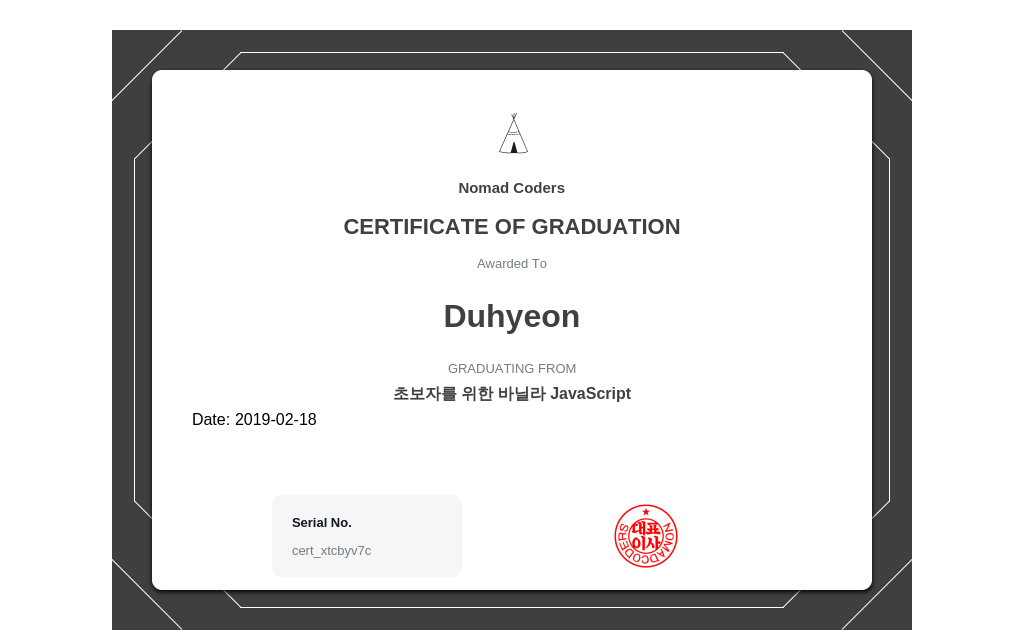 Nomad Coders
CERTIFICATE OF GRADUATION
Awarded To
Duhyeon
GRADUATING FROM
초보자를 위한 바닐라 JavaScript
Date: 2019-02-18
Serial No.
cert_xtcbyv7c
대표
이사
NOMADCODERS